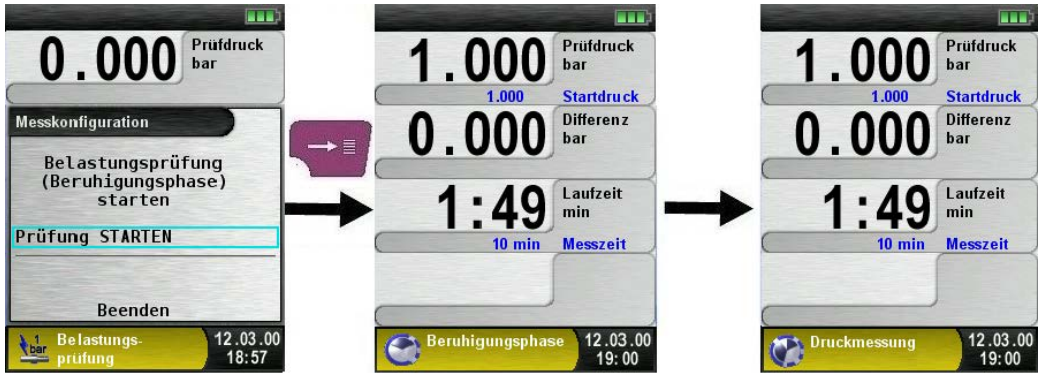 0.000 Prüfdruck
bar
Messkonfiguration
Belastungsprüfung
(Beruhigungsphase)
starten
Prüfung STARTEN
Beenden
1
bar
Belastungs-
prüfung
12.03.00
18:57
1.000 Prüfdruck
bar
1.000 Startdruck
0.000 Differenz
bar
1:49 Laufzeit
min
10 min Messzeit
Beruhigungsphase
12.03.00
19:00
1.000 Prüfdruck
bar
1.000 Startdruck
0.000 Differenz
bar
1:49 Laufzeit
min
10 min Messzeit
Druckmessung
12.03.00
19:00